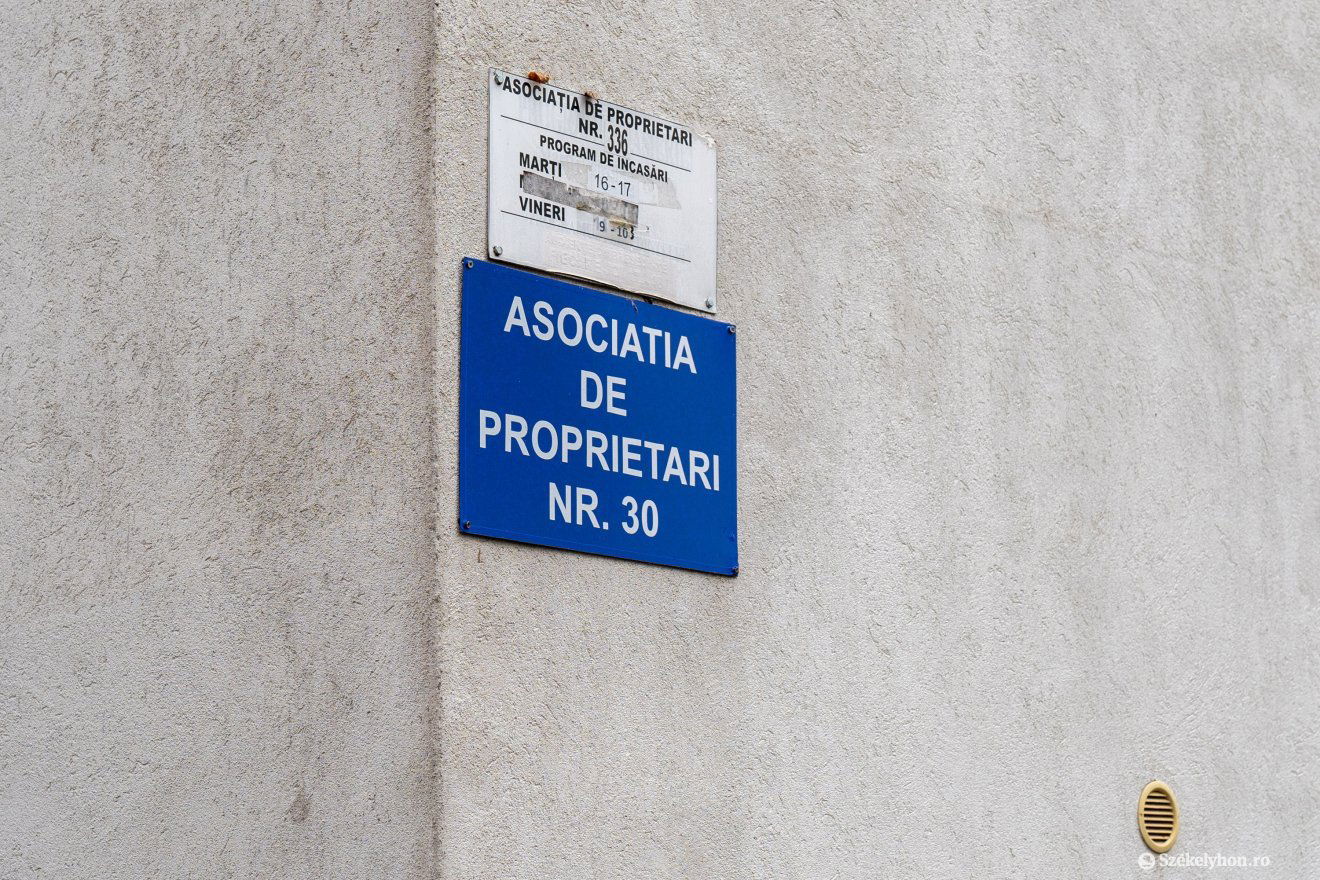 ASOCIAȚIA DE PROPRIETARI
NR. 336
PROGRAM DE ÎNCASĂRI
MARȚI 16-17
VINERI
ASOCIATIA
DE
PROPRIETARI
NR. 30
Székelyhon.ro